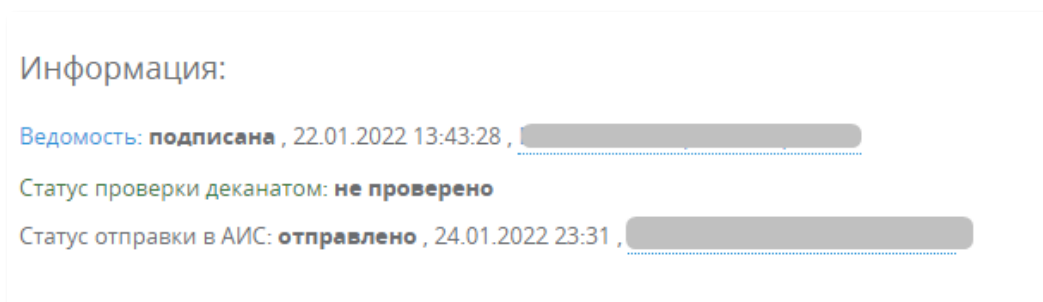 Информация:
Ведомость: подписана , 22.01.2022 13:43:28 ,
Статус проверки деканатом: не проверено
Статус отправки в АИС: отправлено , 24.01.2022 23:31 ,